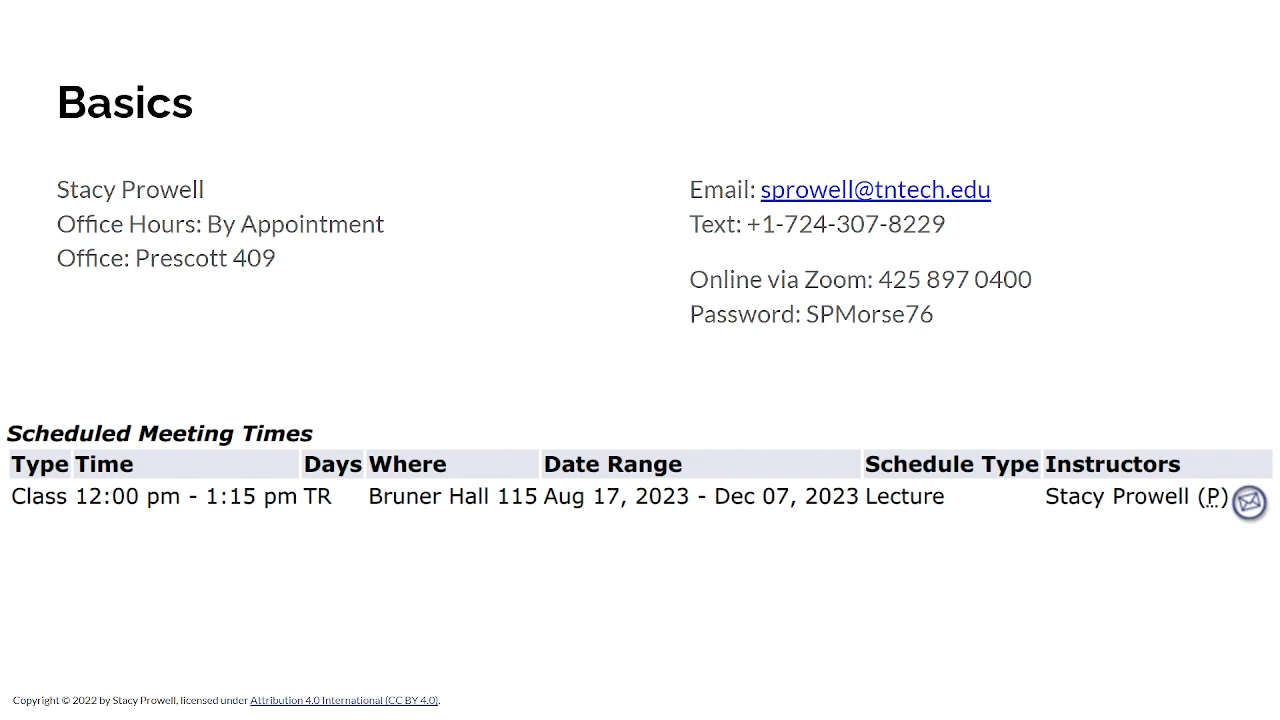 Basics
Stacy Prowell
Office Hours: By Appointment
Office: Prescott 409
Email: sprowell@tntech.edu
Text: +1-724-307-8229
Online via Zoom: 425 897 0400
Password: SPMorse76
Scheduled Meeting Times
Type Time Days Where Date Range Schedule Type Instructors
Class 12:00 pm - 1:15 pm TR Bruner Hall 115 Aug 17, 2023 - Dec 07, 2023 Lecture Stacy Prowell (P)
Copyright © 2022 by Stacy Prowell, licensed under Attribution 4.0 International (CC BY 4.0).